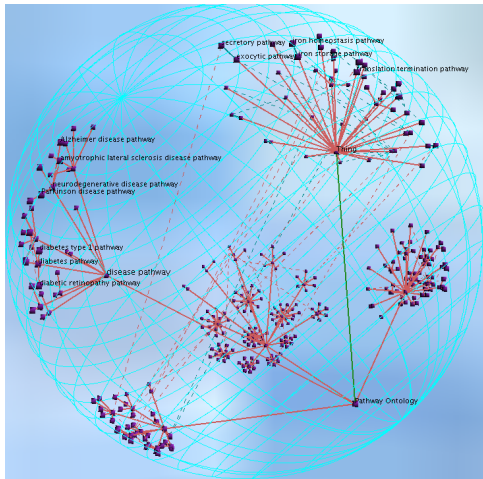 secretory pathway
iron homeostasis pathway
exocytic pathway
iron storage pathway
translation termination pathway
Thing
Alzheimer disease pathway
amyotrophic lateral sclerosis disease pathway
neurodegenerative disease pathway
Parkinson disease pathway
diabetes type 1 pathway
diabetes pathway
disease pathway
diabetic retinopathy pathway
Pathway Ontology